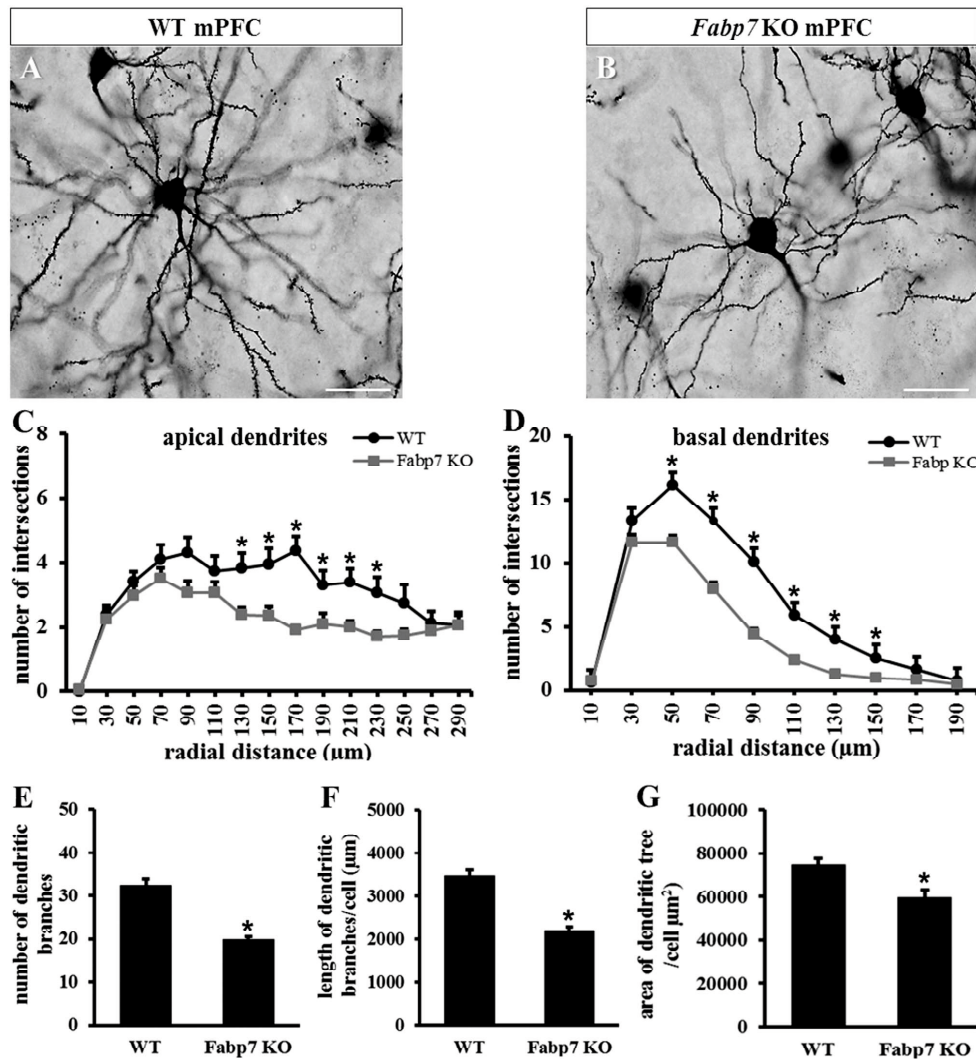 WT mPFC
Fabp7 KO mPFC
A
B
C
apical dendrites
WT
Fabp7 KO
number of intersections
8
6
4
2
0
* * * * * *
10 30 50 70 90 110 130 150 170 190 210 230 250 270 290
radial distance (μm)
D
basal dendrites
WT
Fabp KO
number of intersections
20
15
10
5
0
* * * * * *
10 30 50 70 90 110 130 150 170 190 290
radial distance (μm)
E
number of dendritic
branches
50
40
30
20
10
0
*
WT Fabp7 KO
F
length of dendritic
branches/cell (μm)
5000
4000
3000
2000
1000
0
*
WT Fabp7 KO
G
area of dendritic tree
/cell μm²)
100000
80000
60000
40000
20000
0
*
WT Fabp7 KO